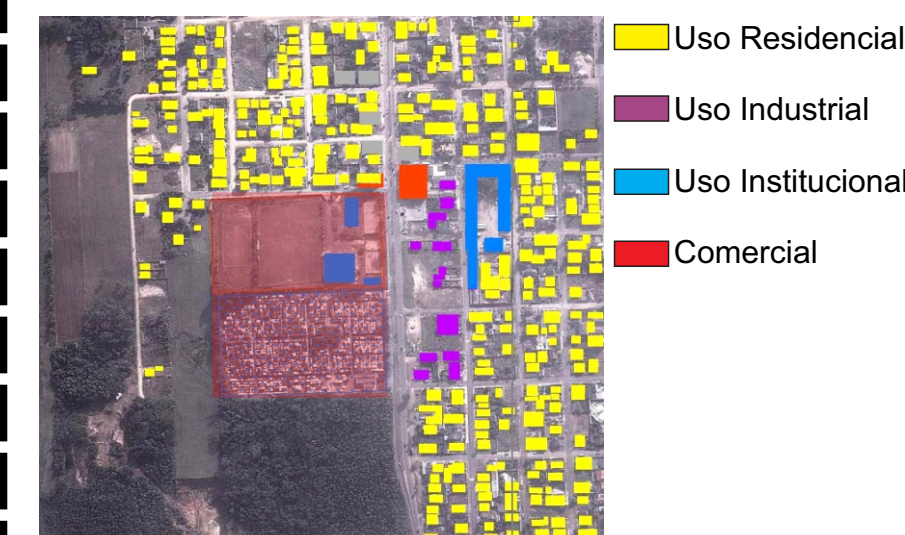 Uso Residencial
Uso Industrial
Uso Institucional
Comercial